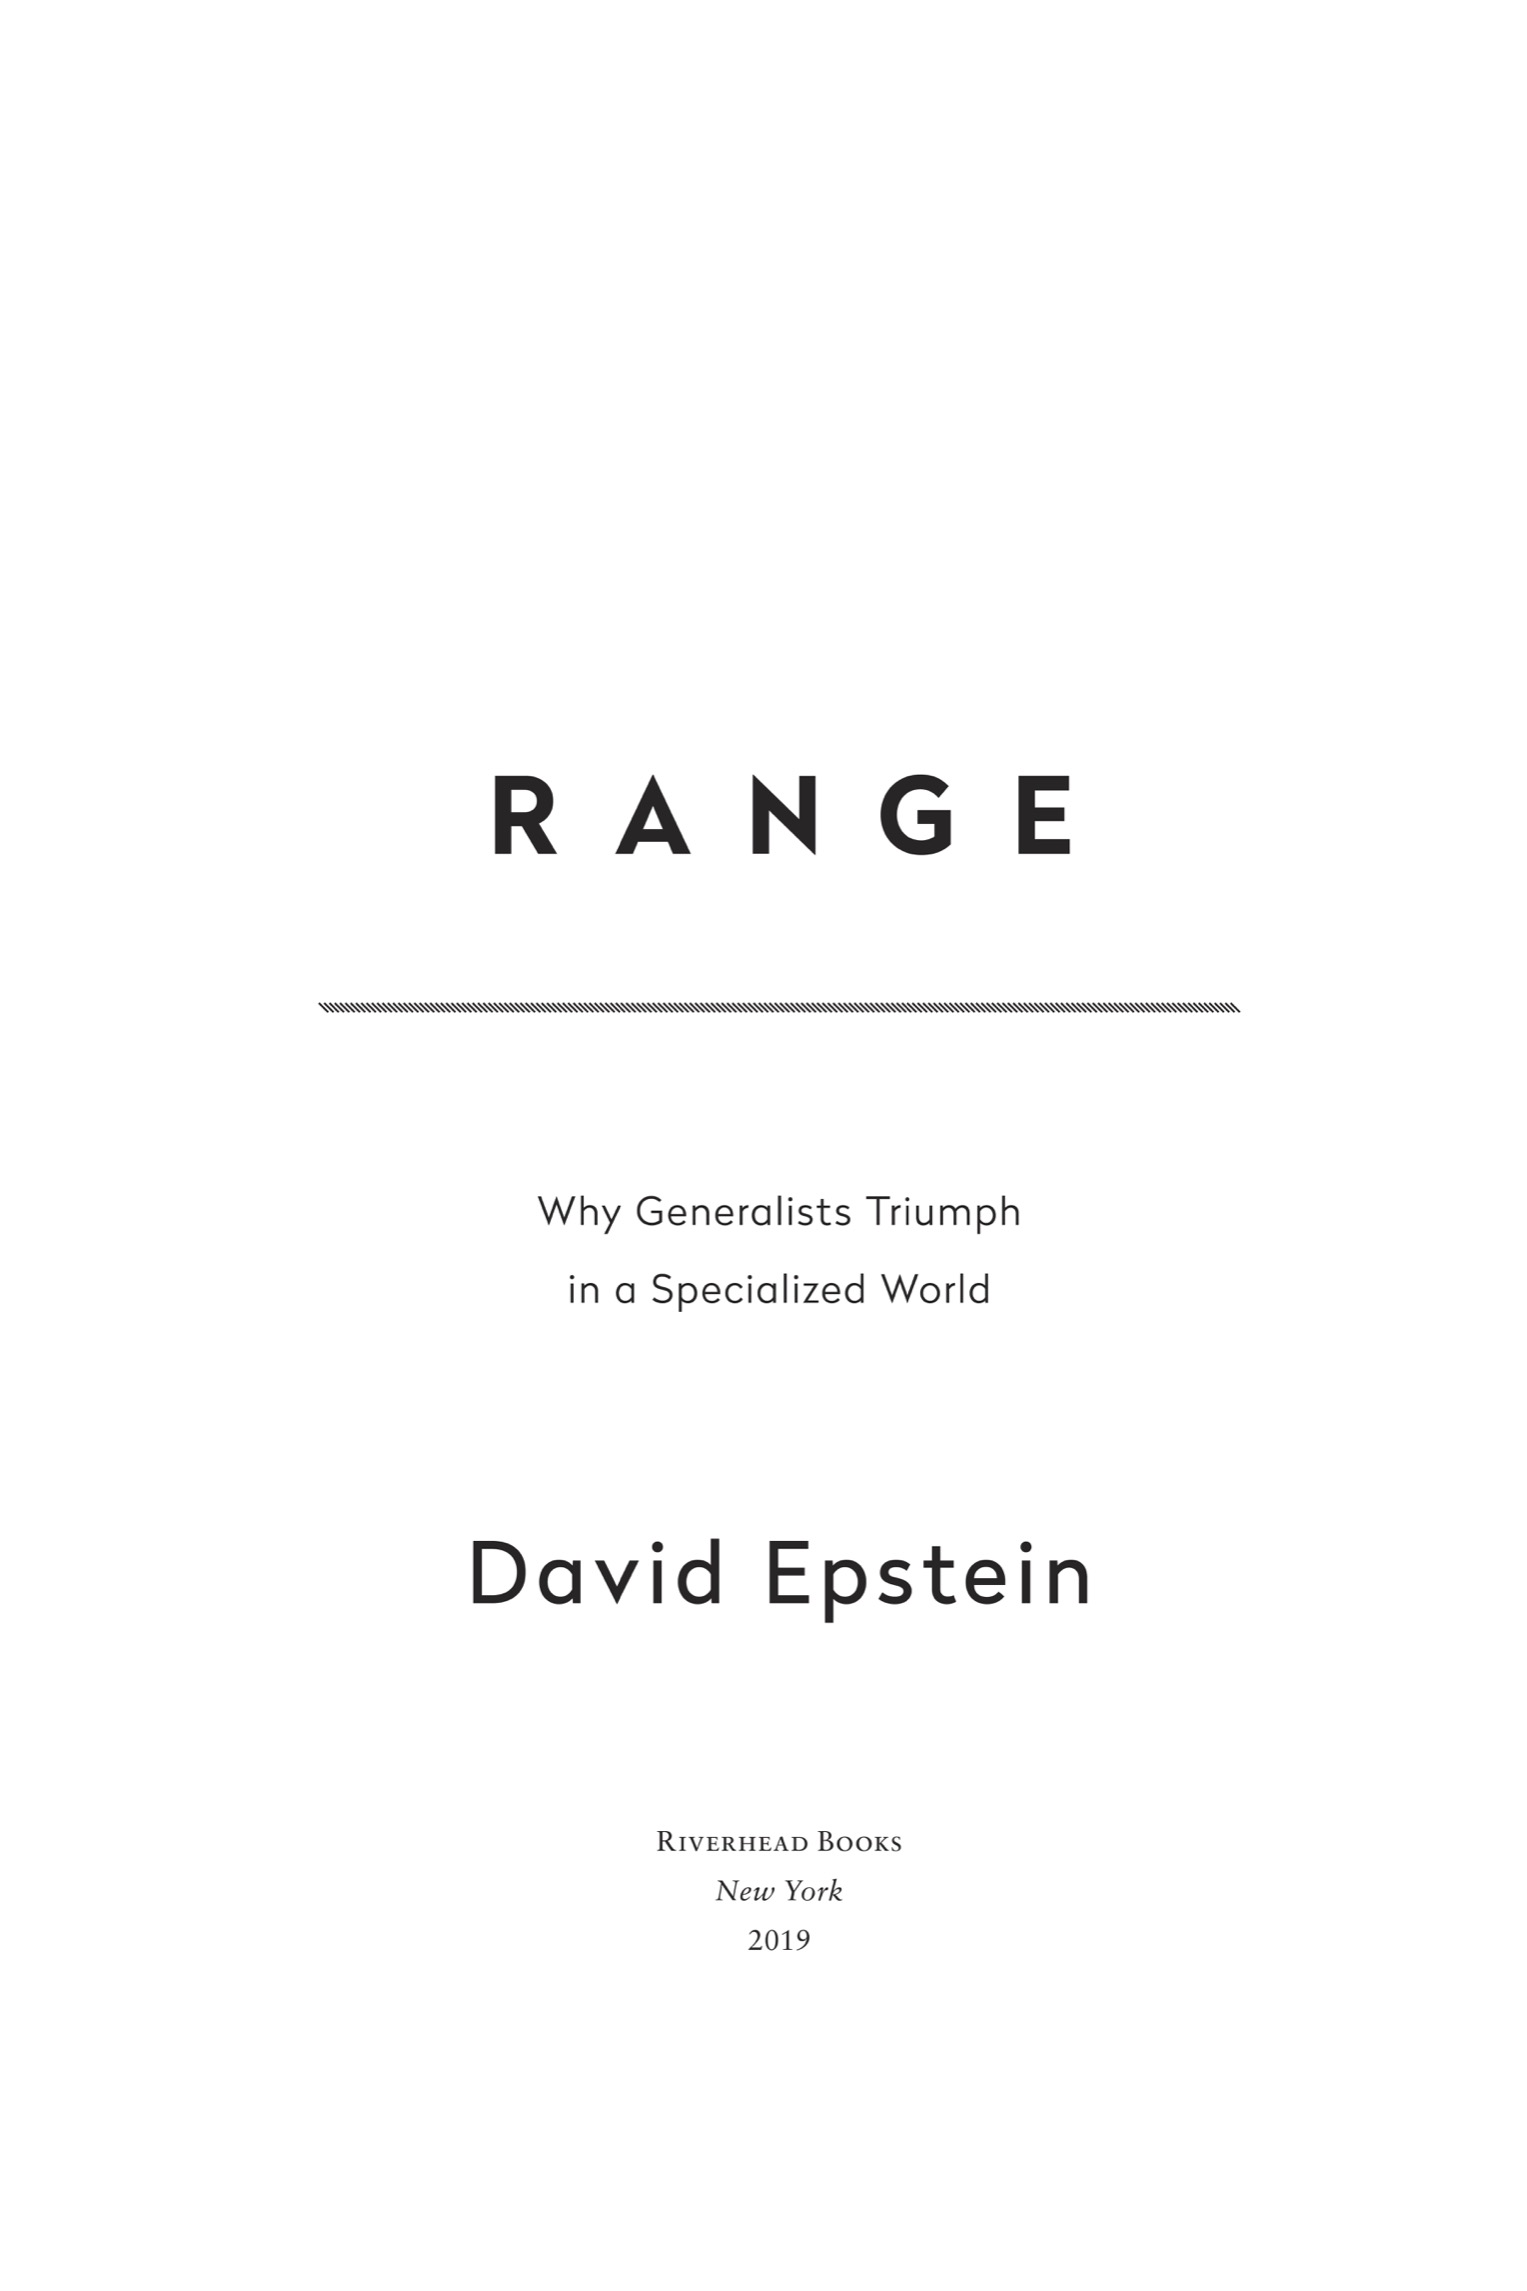 RANGE
Why Generalists Triumph
in a Specialized World
David Epstein
Riverhead Books
New York
2019